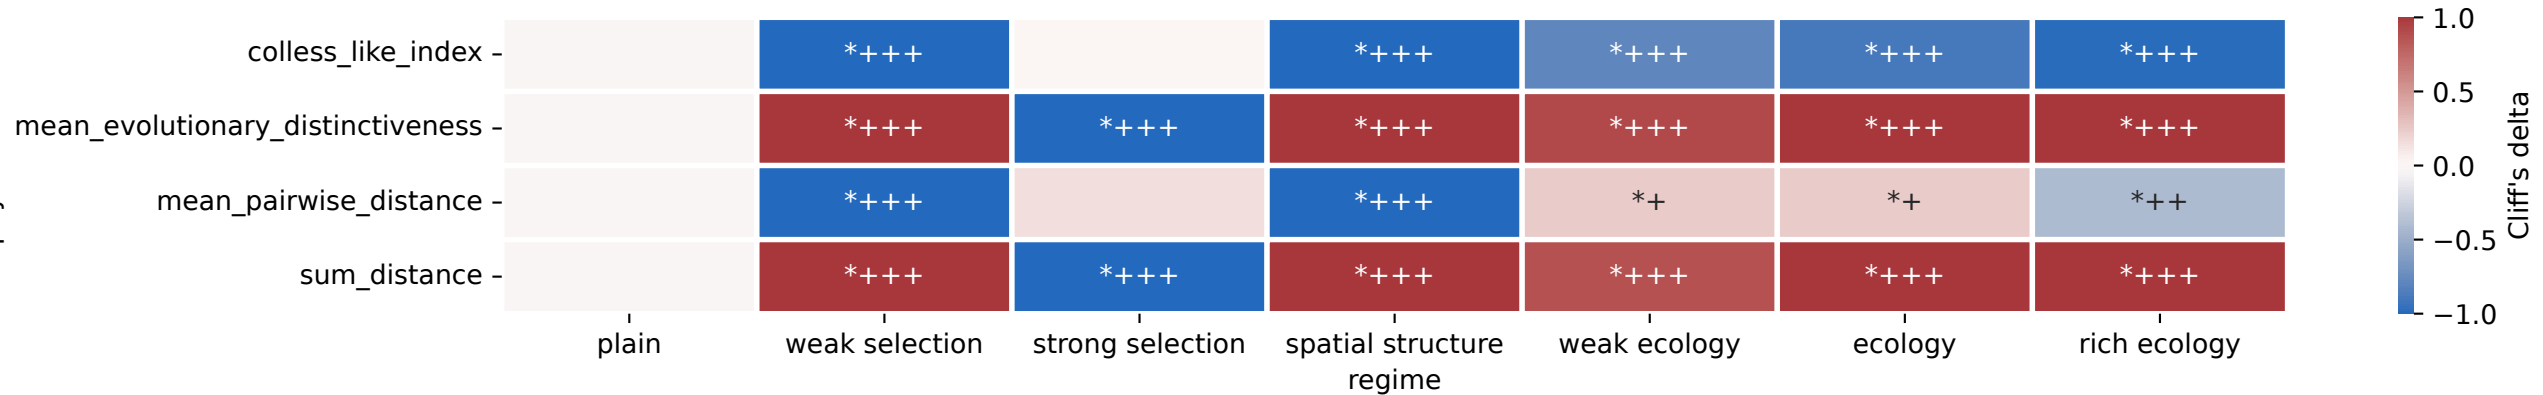 colless_like_index *+++ *+++ *+++ *+++ *+++
mean_evolutionary_distinctiveness *+++ *+++ *+++ *+++ *+++ *+++
mean_pairwise_distance *+++ *+++ *+ *+ *++
sum_distance *+++ *+++ *+++ *+++ *+++ *+++
plain weak selection strong selection spatial structure weak ecology ecology rich ecology
regime
1.0
0.5
0.0
−0.5
−1.0
Cliff's delta